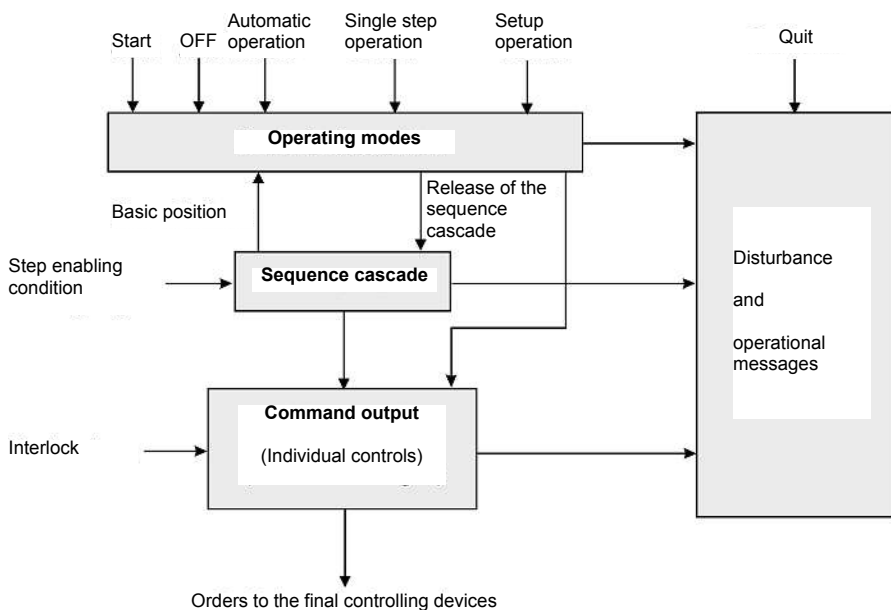 Start
OFF
Automatic
operation
Single step
operation
Setup
operation
Quit
Operating modes
Basic position
Release of the
sequence
cascade
Step enabling
condition
Sequence cascade
Disturbance
and
operational
messages
Command output
(Individual controls)
Interlock
Orders to the final controlling devices